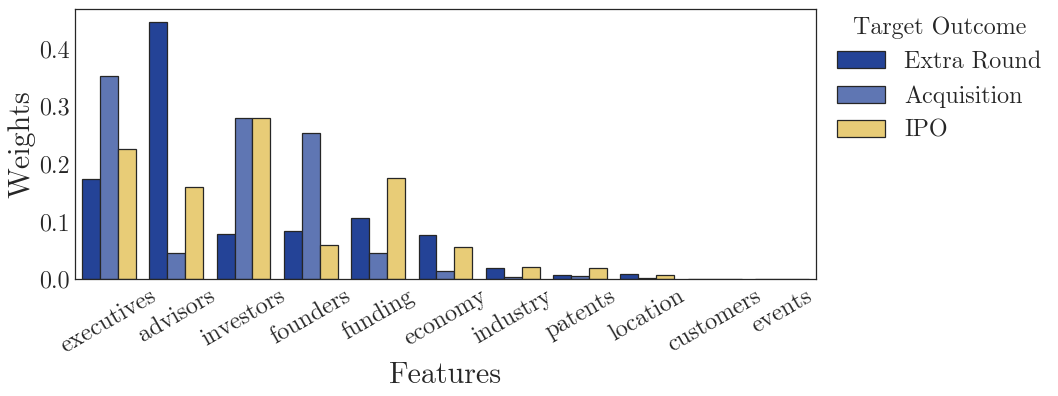 Target Outcome
Extra Round
Acquisition
IPO
Weights
0.4
0.3
0.2
0.1
0.0
executives
advisors
investors
founders
funding
economy
industry
patents
location
customers
events
Features